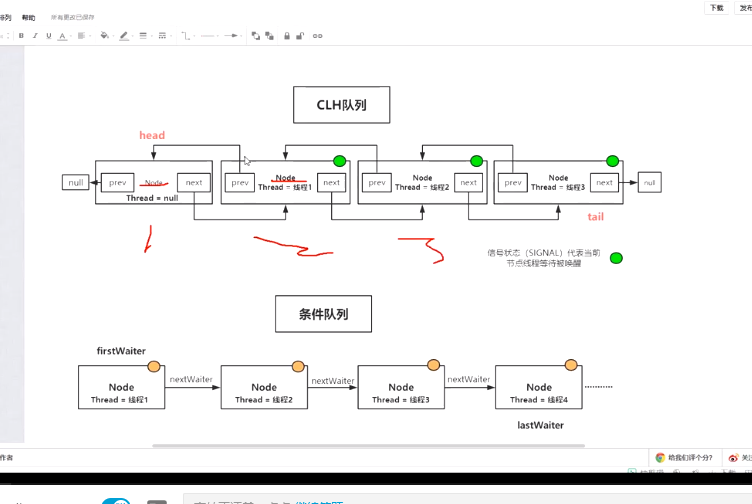 下载
发布
排列 帮助 所有更改已保存
B I U A
CLH队列
head
null
prev Node next
Thread = null
Node
prev Thread = 线程1 next
Node
prev Thread = 线程2 next
Node
prev Thread = 线程3 next
null
tail
信号状态（SIGNAL）代表当前
节点线程等待被唤醒
条件队列
firstWaiter
Node
Thread = 线程1
nextWaiter
Node
Thread = 线程2
nextWaiter
Node
Thread = 线程3
nextWaiter
Node
Thread = 线程4
lastWaiter
作者
给我们评个分?
关注